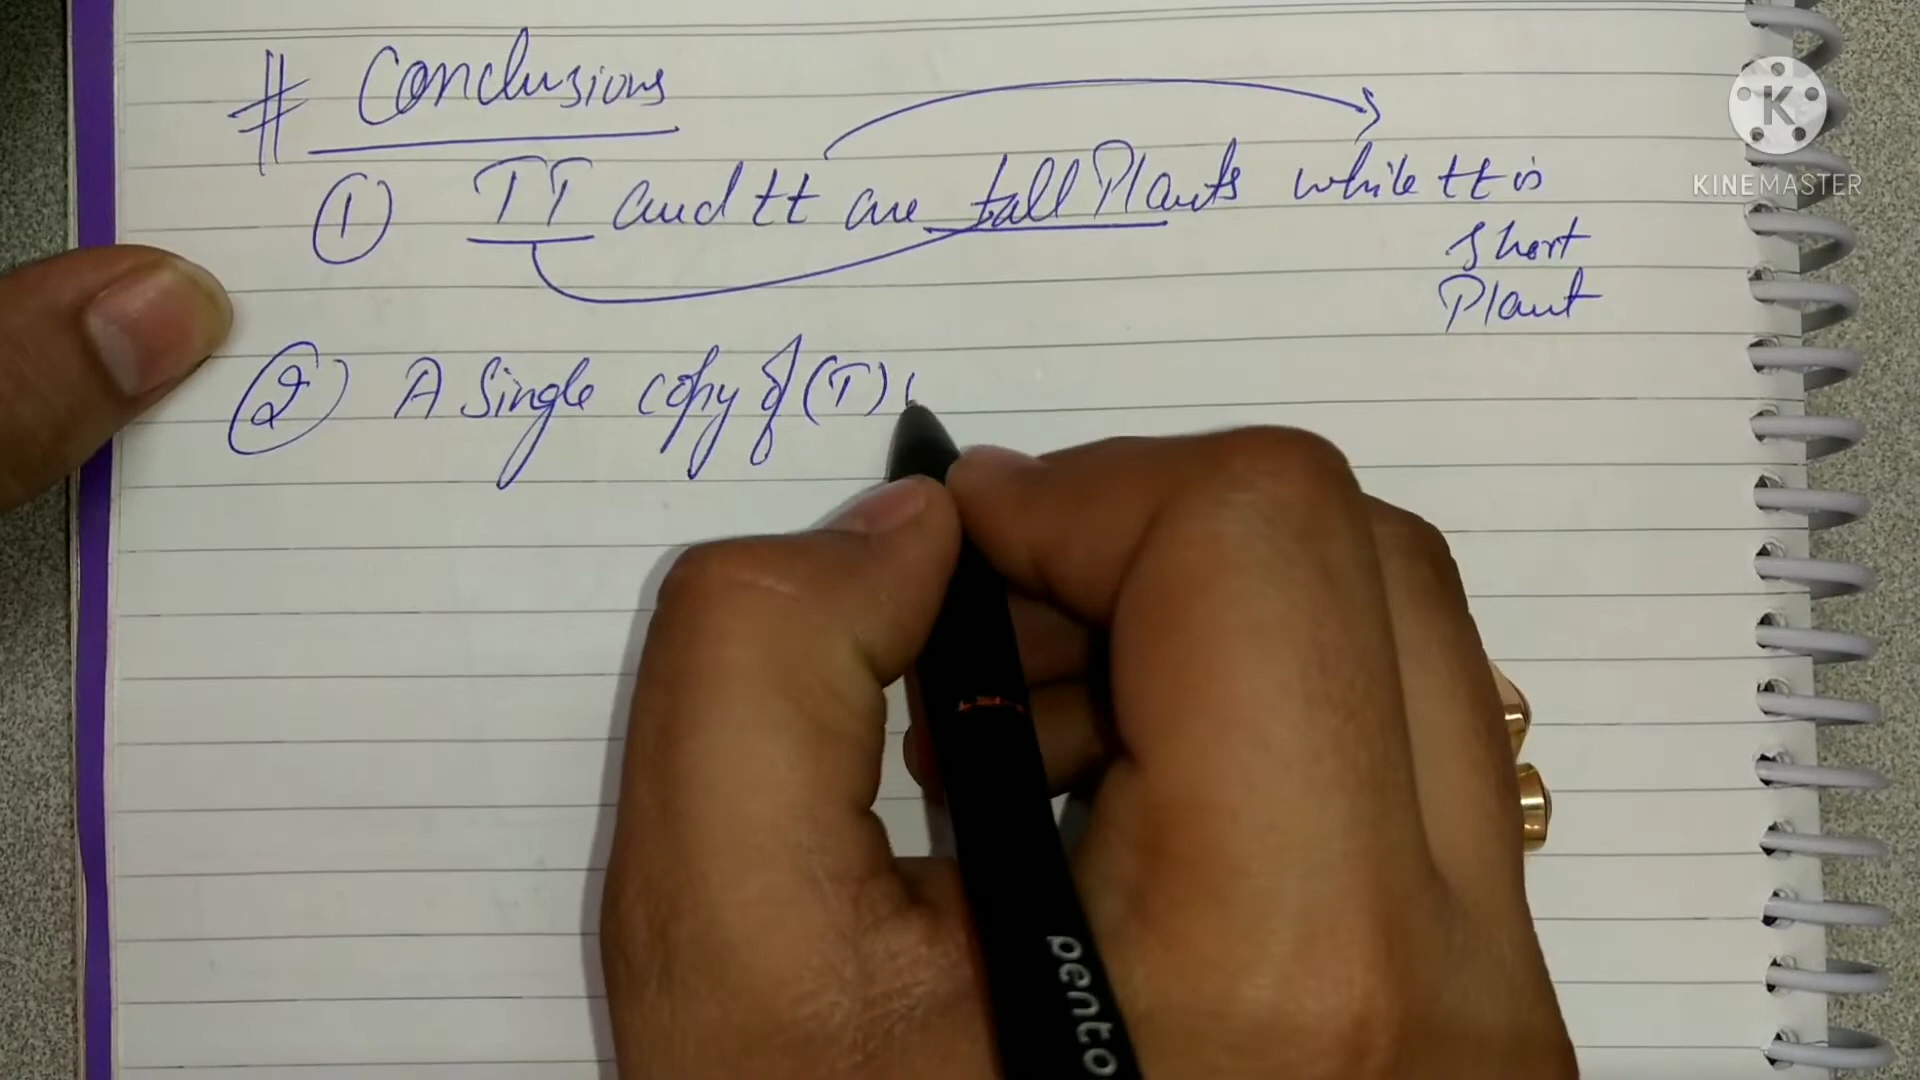 # Conclusions
① TT and tt are tall Plants while tt is
short
Plant
② A Single copy of (T)
K
KINEMASTER
pento